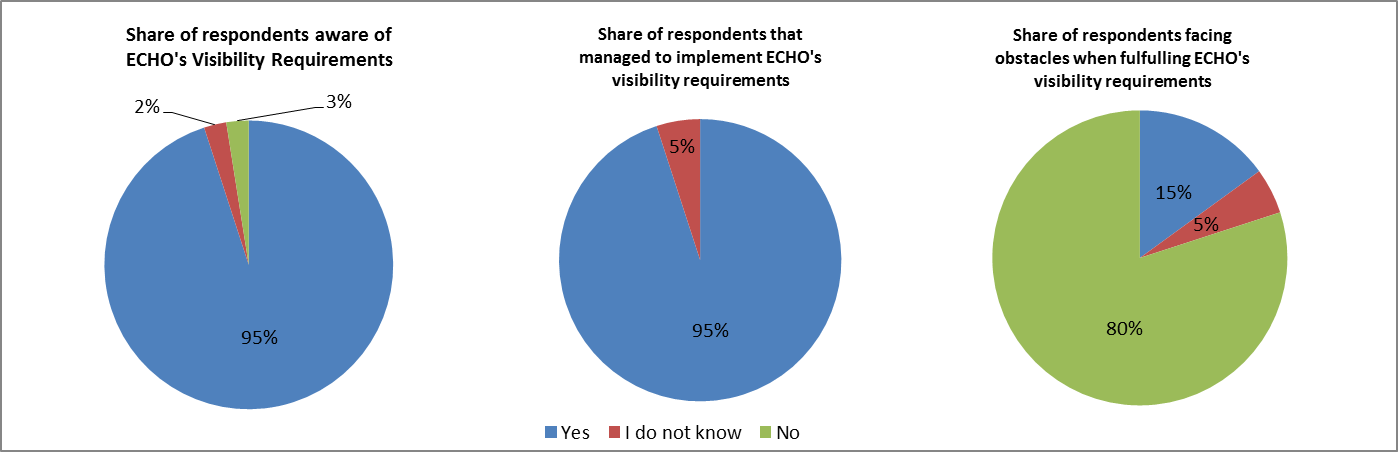 Share of respondents aware of
ECHO's Visibility Requirements
2%
3%
95%
Share of respondents that
managed to implement ECHO's
visibility requirements
5%
95%
Share of respondents facing
obstacles when fulfulling ECHO's
visibility requirements
15%
5%
80%
Yes
I do not know
No